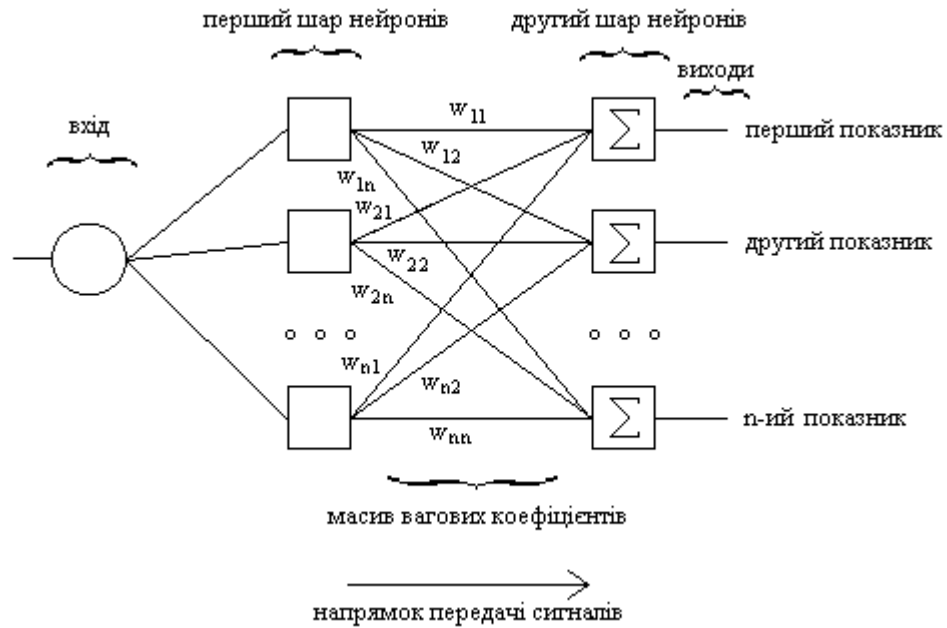 перший шар нейронів
другий шар нейронів
виходи
вхід
w11
Σ
перший показник
w12
w1n
w21
Σ
другий показник
w22
w2n
wn1
wn2
Σ
n-ий показник
wnn
масив вагових коефіцієнтів
напрямок передачі сигналів